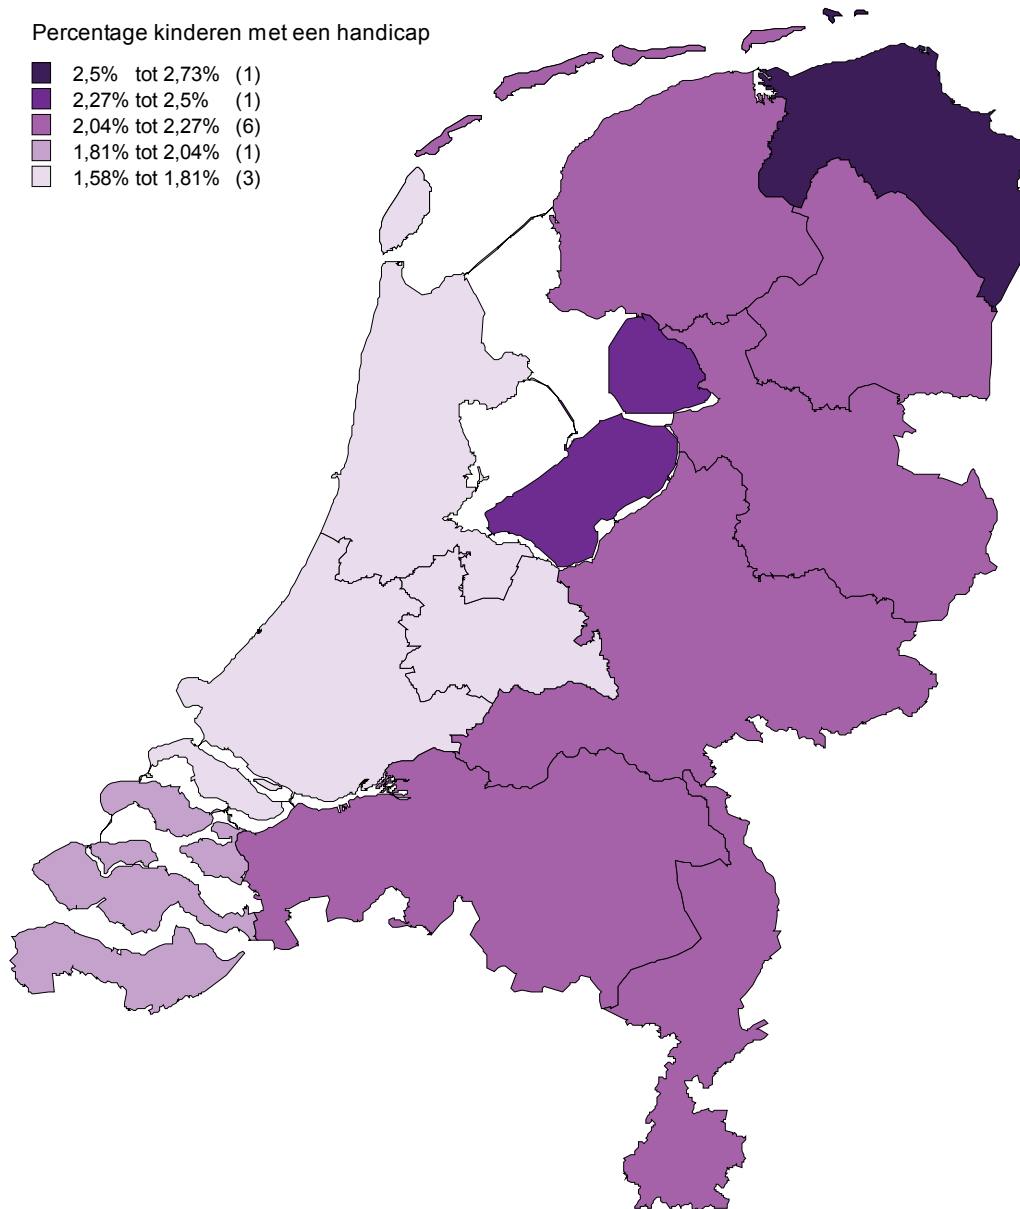 Percentage kinderen met een handicap
2,5% tot 2,73% (1)
2,27% tot 2,5% (1)
2,04% tot 2,27% (6)
1,81% tot 2,04% (1)
1,58% tot 1,81% (3)